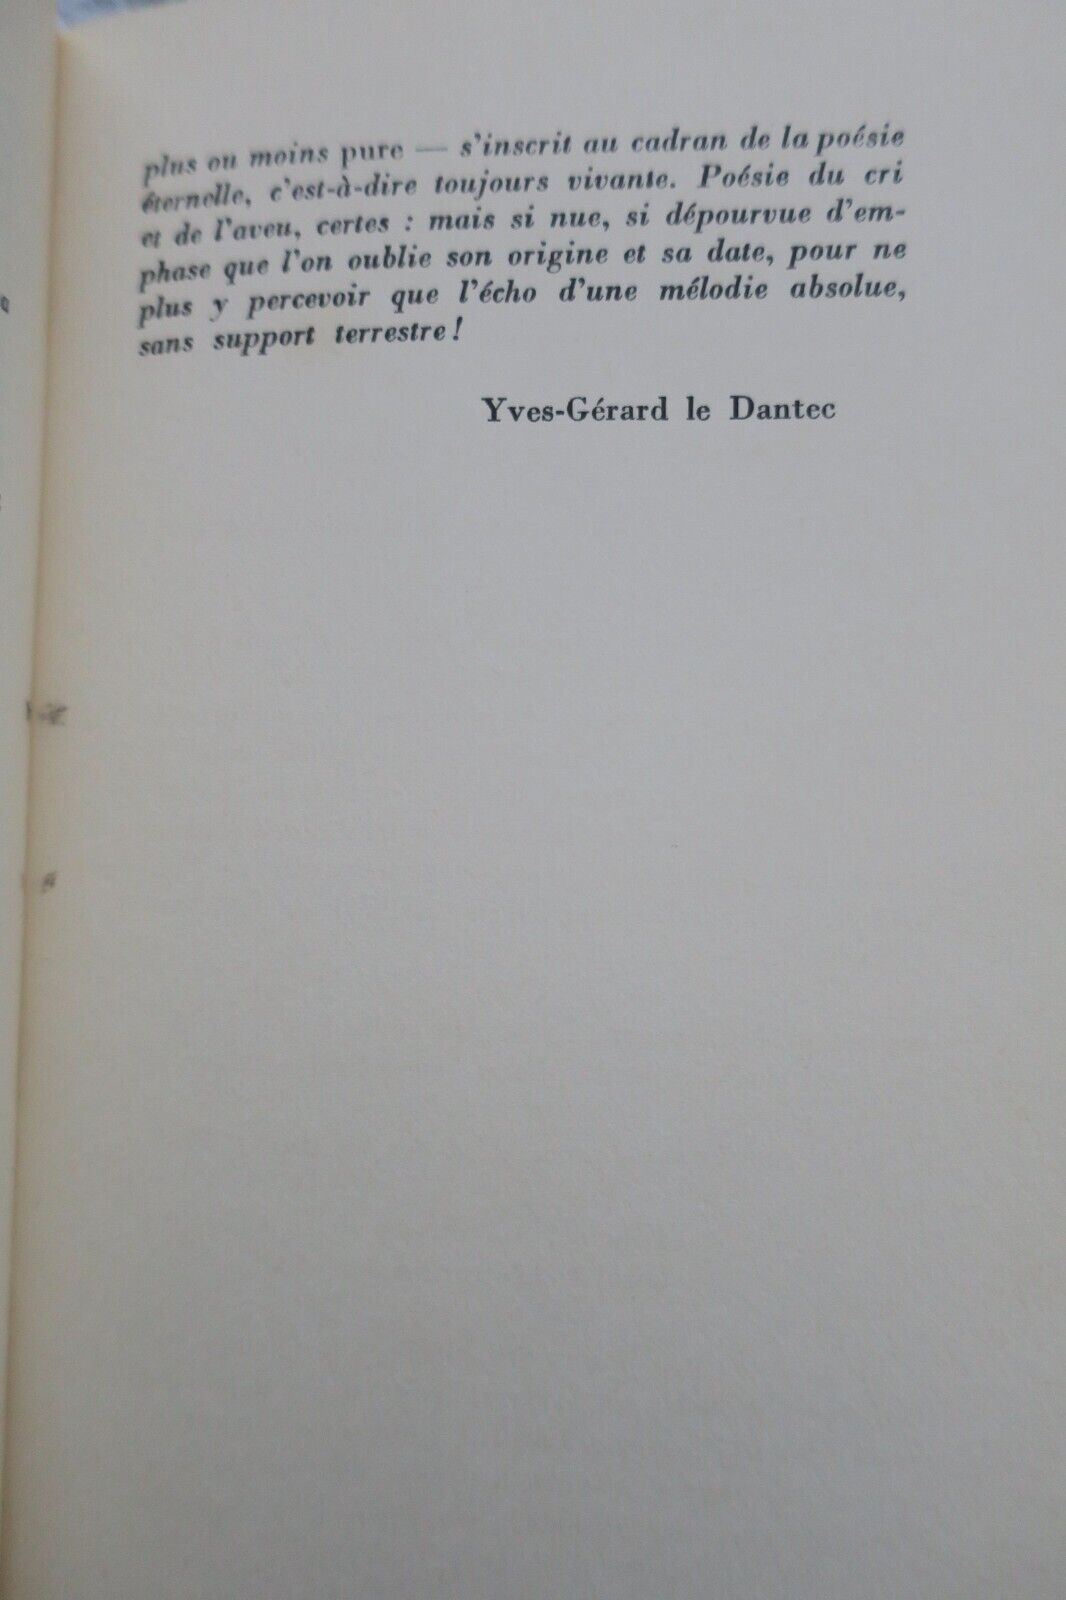 plus ou moins pure — s'inscrit au cadran de la poésie
éternelle, c'est-à-dire toujours vivante. Poésie du cri
et de l'aveu, certes : mais si nue, si dépourvue d'em-
phase que l'on oublie son origine et sa date, pour ne
plus y percevoir que l'écho d'une mélodie absolue,
sans support terrestre !
Yves-Gérard le Dantec